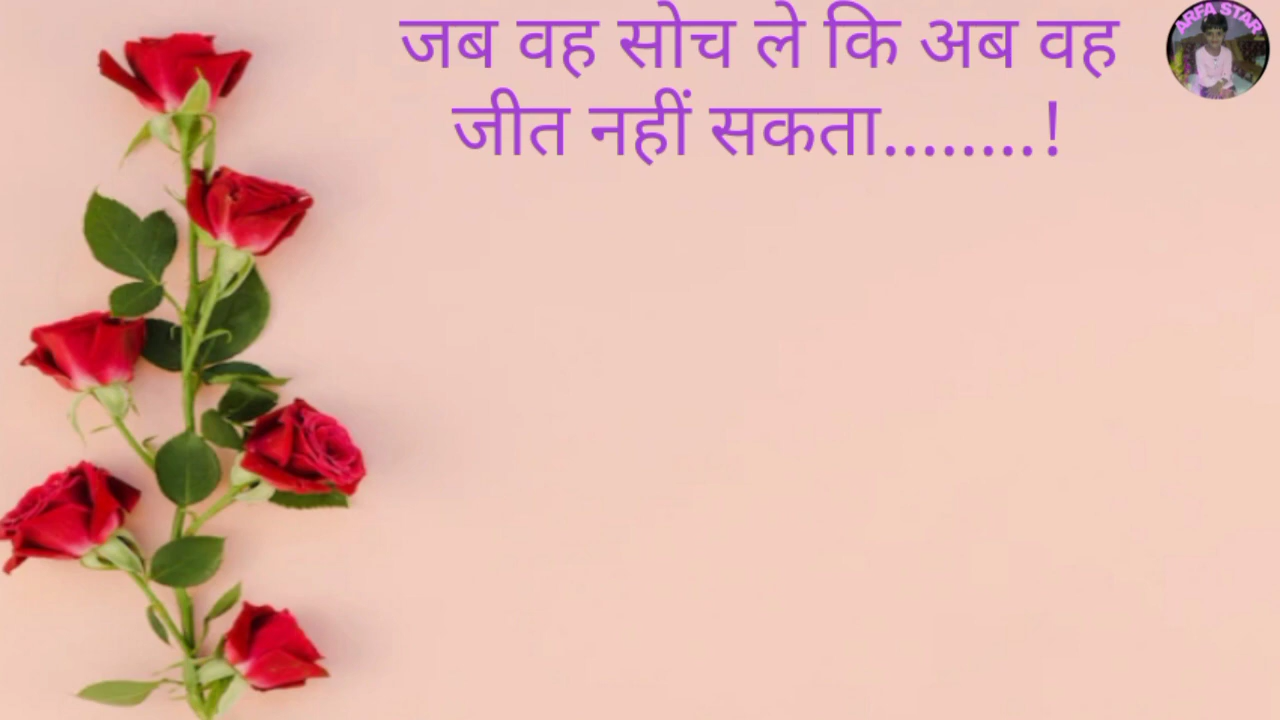 जब वह सोच ले कि अब वह
जीत नहीं सकता........!
ARFA STAR